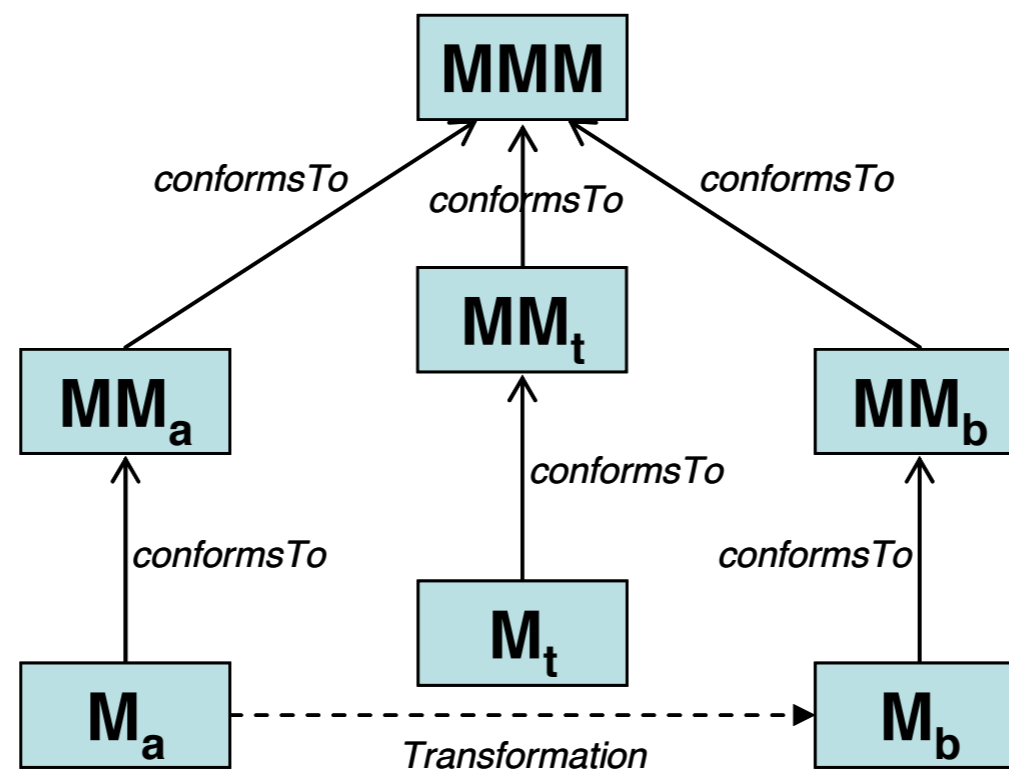 MMM
conformsTo
conformsTo
conformsTo
MMt
MMa
MMb
conformsTo
conformsTo
conformsTo
Mt
Ma
Mb
Transformation